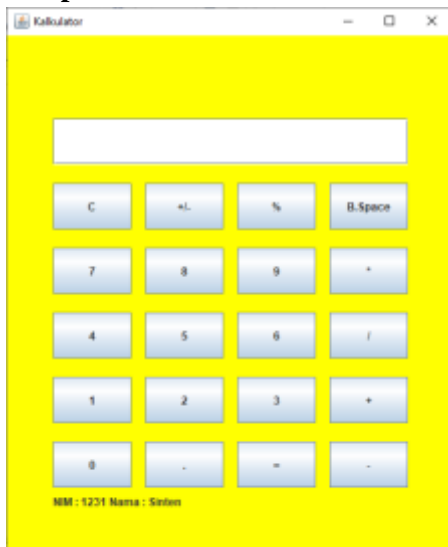 Kalkulator
C +/- % B.Space
7 8 9 *
4 5 6 /
1 2 3 +
0 . = -
NIM : 1231 Nama : Sinten